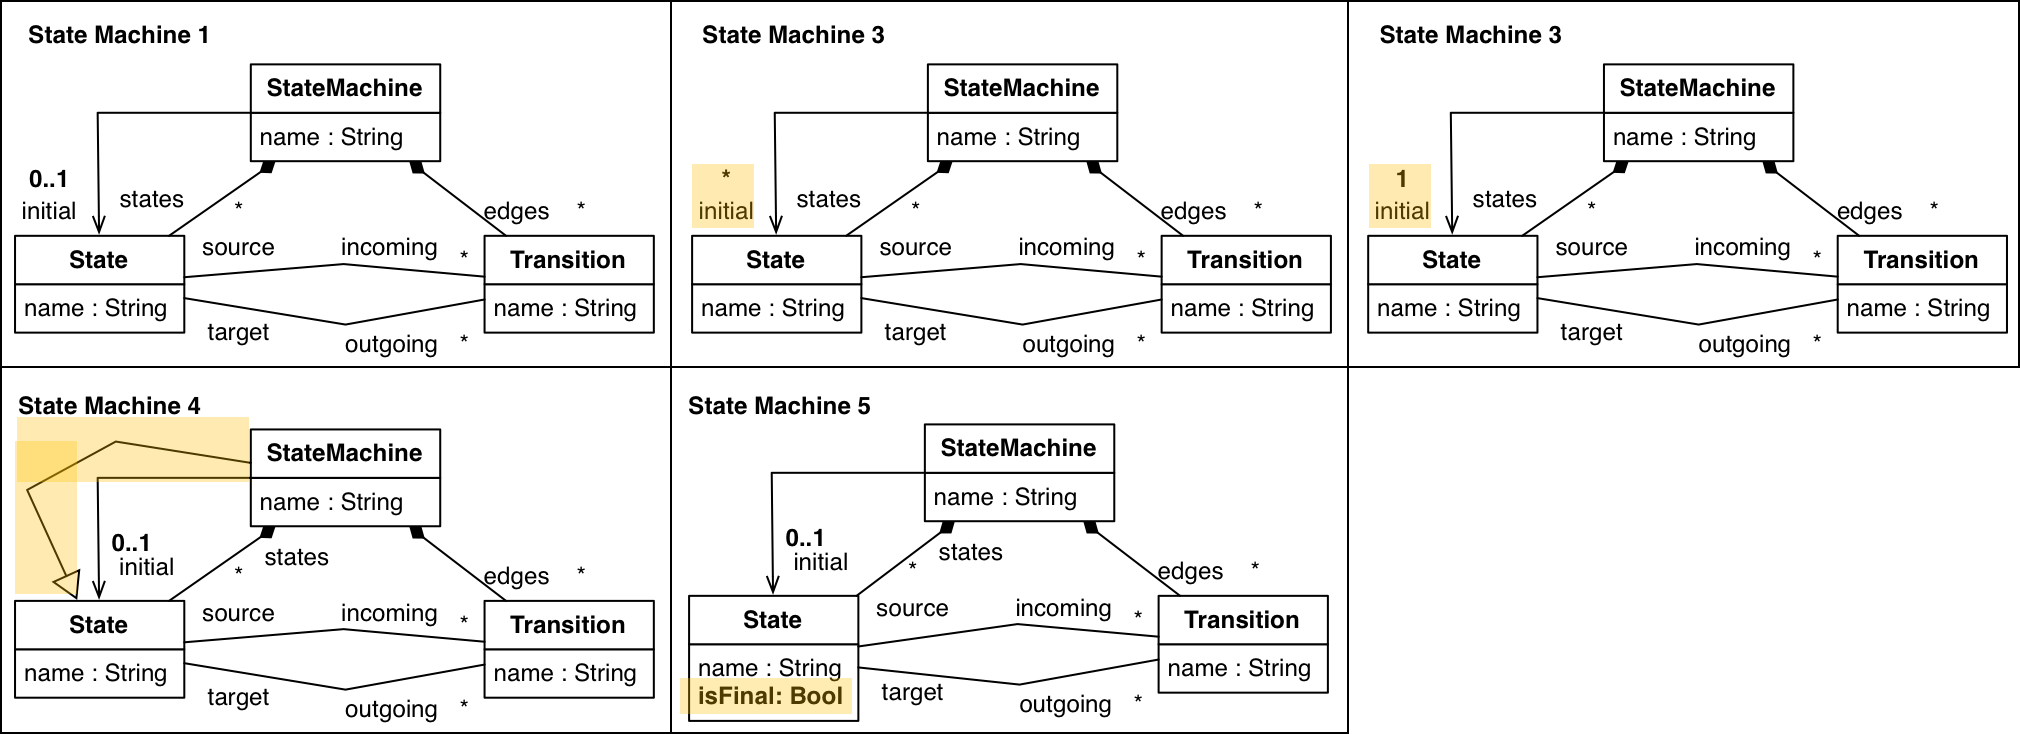 State Machine 1
StateMachine
name : String
0..1
initial
states
*
edges
*
State
name : String
source
incoming
*
target
outgoing
*
Transition
name : String
State Machine 3
StateMachine
name : String
*
initial
states
*
edges
*
State
name : String
source
incoming
*
target
outgoing
*
Transition
name : String
State Machine 3
StateMachine
name : String
1
initial
states
*
edges
*
State
name : String
source
incoming
*
target
outgoing
*
Transition
name : String
State Machine 4
StateMachine
name : String
0..1
initial
states
*
edges
*
State
name : String
source
incoming
*
target
outgoing
*
Transition
name : String
State Machine 5
StateMachine
name : String
0..1
initial
states
*
edges
*
State
name : String
isFinal: Bool
source
incoming
*
target
outgoing
*
Transition
name : String